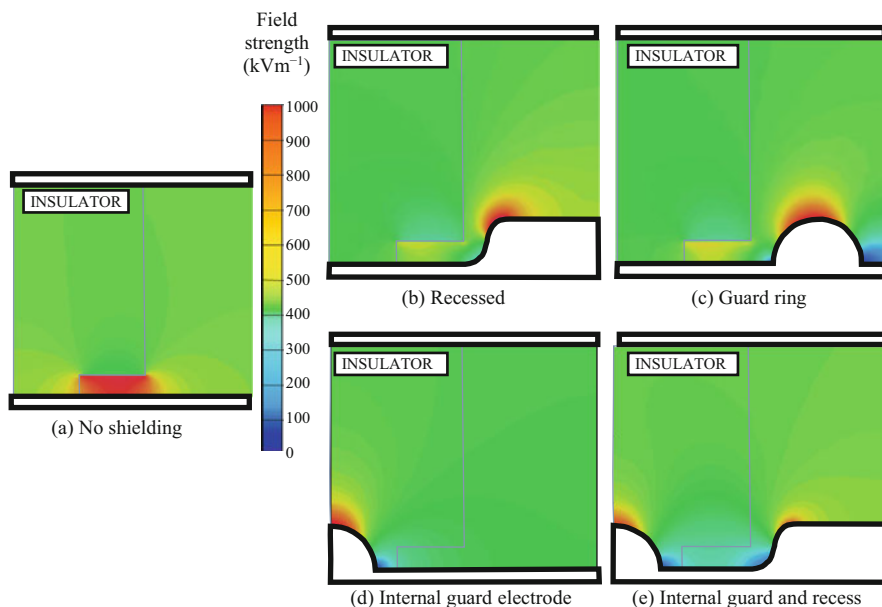 Field
strength
(kVm⁻¹)
1000
900
800
700
600
500
400
300
200
100
0
INSULATOR
(a) No shielding
INSULATOR
(b) Recessed
INSULATOR
(c) Guard ring
INSULATOR
(d) Internal guard electrode
INSULATOR
(e) Internal guard and recess